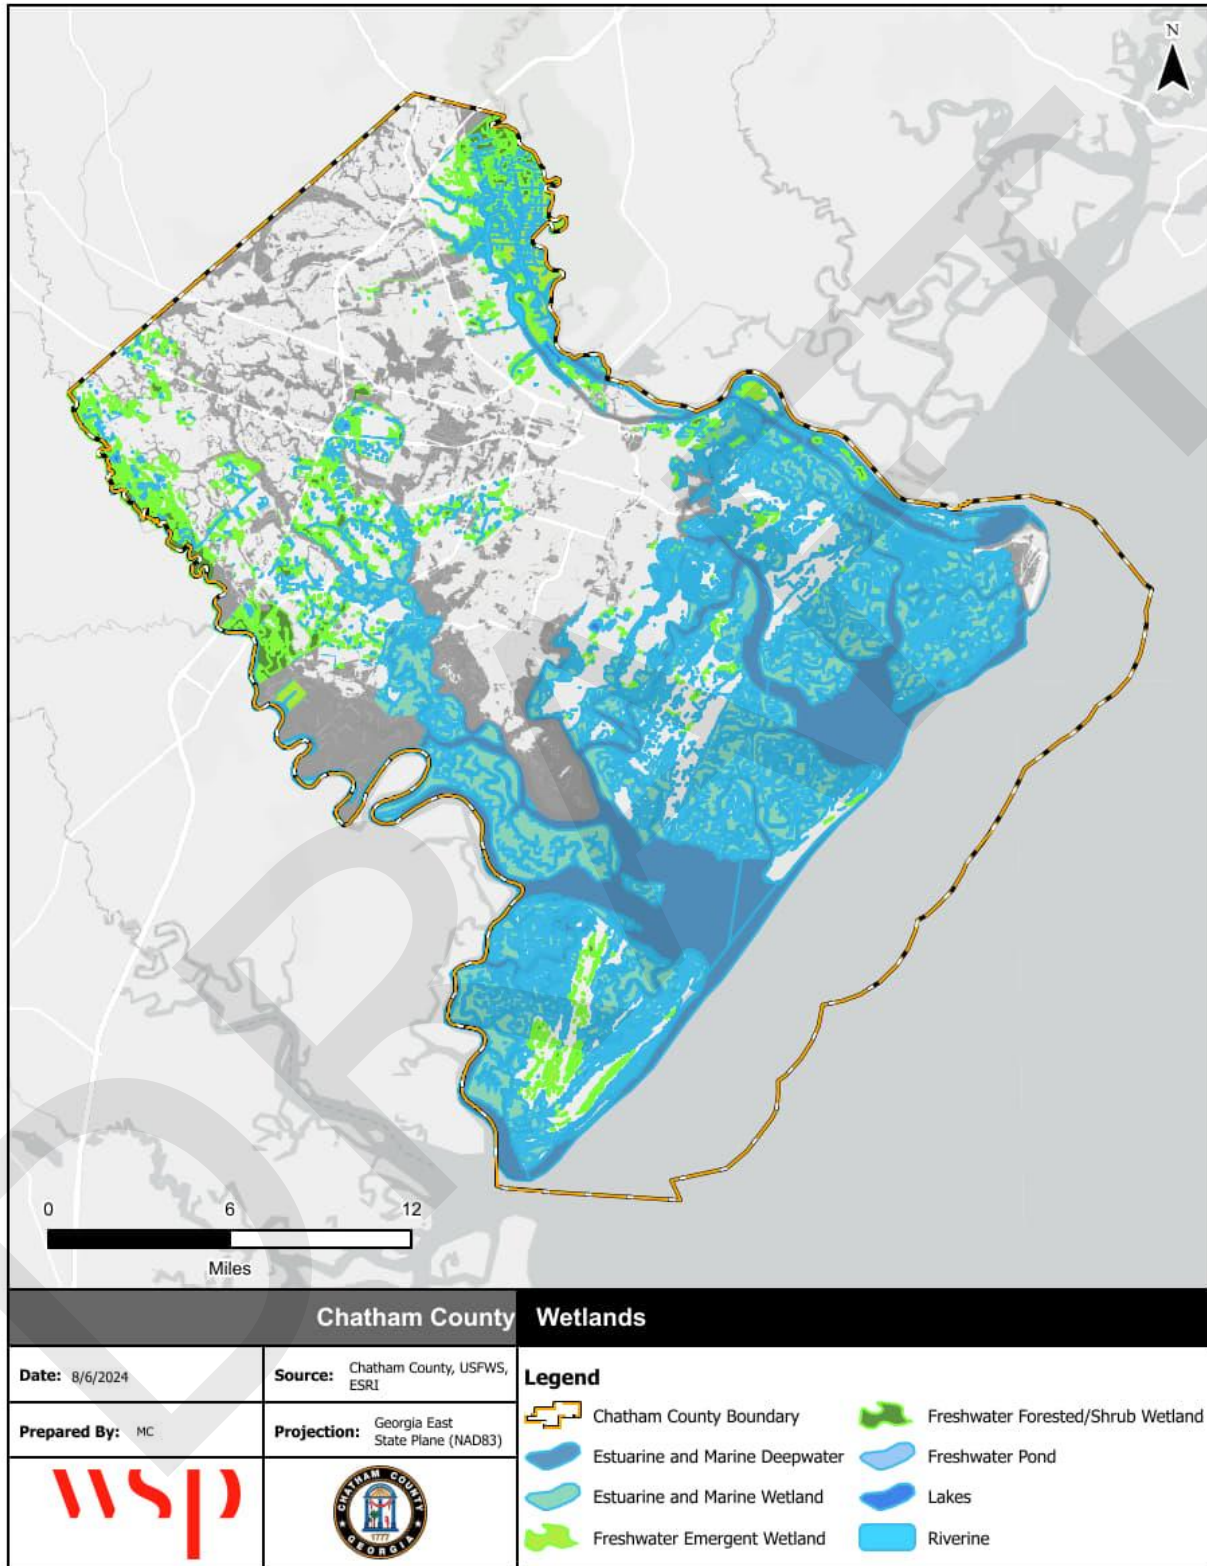 N
DRAFT
0 6 12
Miles
Chatham County Wetlands
Date: 8/6/2024
Source: Chatham County, USFWS,
ESRI
Prepared By: MC
Projection: Georgia East
State Plane (NAD83)
wsp
CHATHAM COUNTY
1777
GEORGIA
Legend
Chatham County Boundary
Estuarine and Marine Deepwater
Estuarine and Marine Wetland
Freshwater Emergent Wetland
Freshwater Forested/Shrub Wetland
Freshwater Pond
Lakes
Riverine